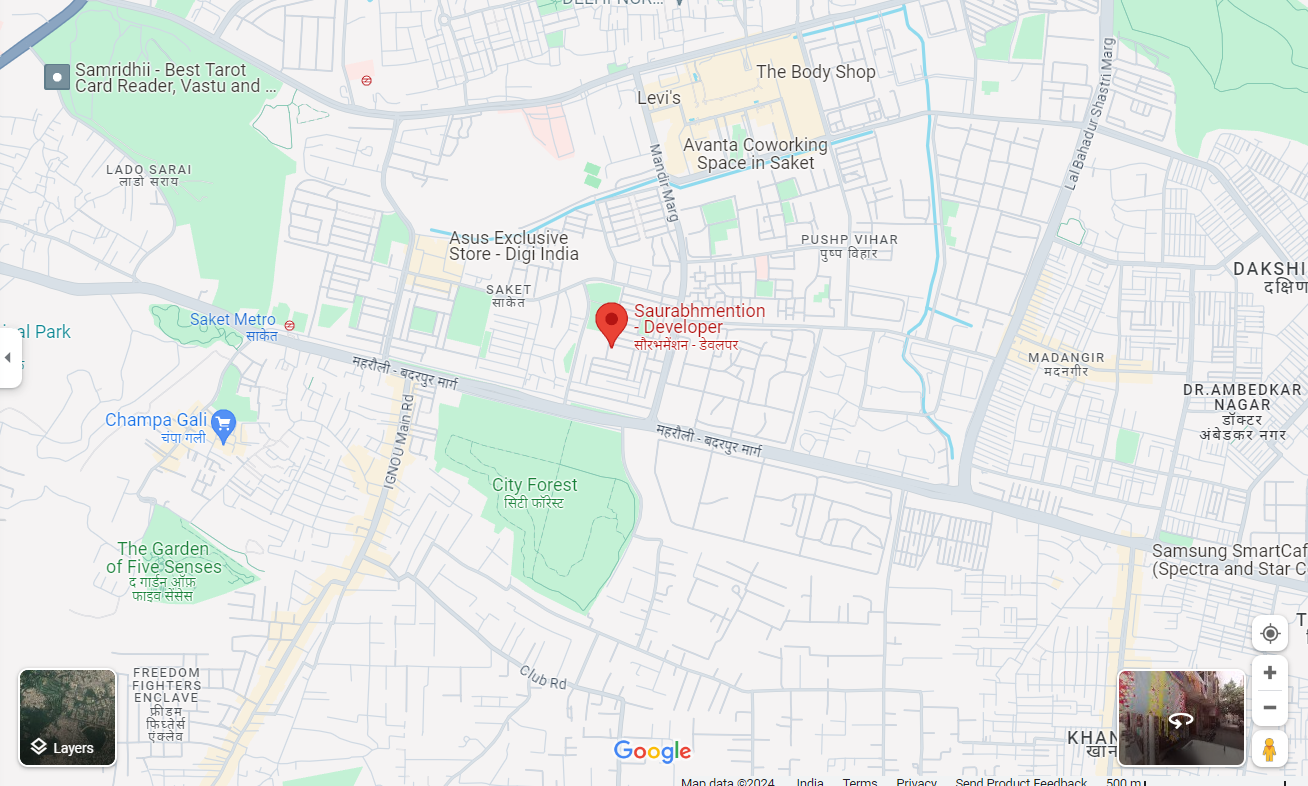 Samridhii - Best Tarot
Card Reader, Vastu and ...
The Body Shop
Levi's
Lal Bahadur Shastri Marg
Avanta Coworking
Space in Saket
Mandir Marg
LADO SARAI
लाडो सराय
Asus Exclusive
Store - Digi India
PUSHP VIHAR
पुष्प विहार
SAKET
साकेत
DAKSHI
दक्षिण
Saurabhmention
- Developer
सौरभमेंशन - डेवलपर
Saket Metro
साकेत
al Park
महरौली - बदरपुर मार्ग
MADANGIR
मदनगीर
DR.AMBEDKAR
NAGAR
डॉक्टर
अंबेडकर नगर
Champa Gali
चंपा गली
IGNOU Main Rd
महरौली - बदरपुर मार्ग
City Forest
सिटी फॉरेस्ट
The Garden
of Five Senses
द गार्डन ऑफ़
फाइव सेंसेस
Samsung SmartCaf
(Spectra and Star C
FREEDOM
FIGHTERS
ENCLAVE
फ्रीडम
फिघ्तेर्स
एंक्लेव
Club Rd
Layers
Google
KHAN
खान
Map data ©2024 India Terms Privacy Send Product Feedback 500 m